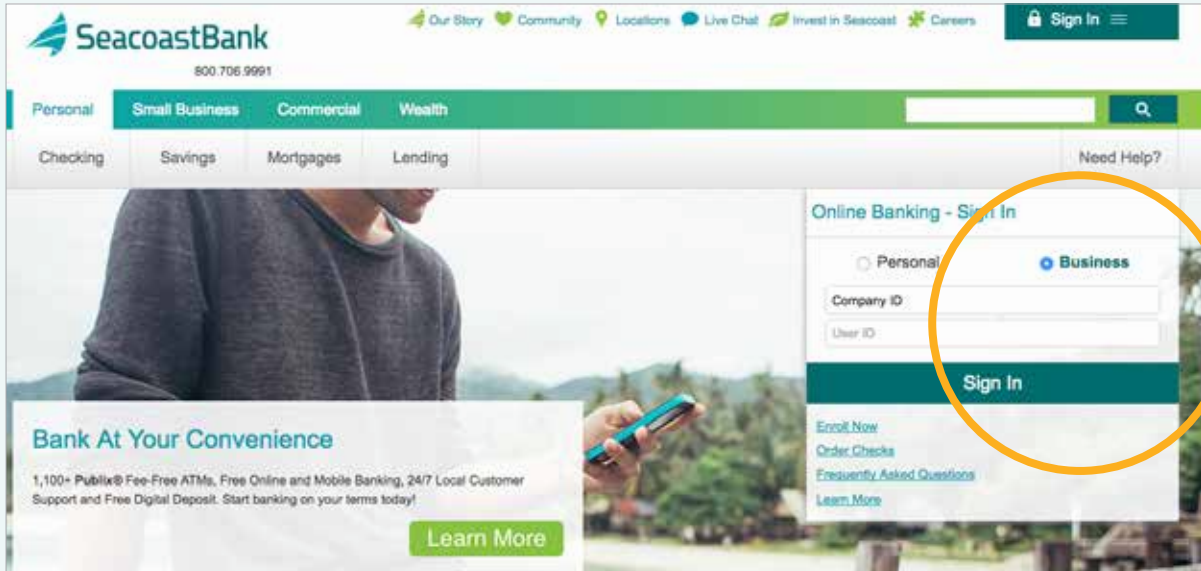 SeacoastBank
800.706.9991
Our Story Community Locations Live Chat Invest in Seacoast Careers
Sign In
Personal Small Business Commercial Wealth
Checking Savings Mortgages Lending Need Help?
Online Banking - Sign In
Personal Business
Company ID
User ID
Sign In
Enroll Now
Order Checks
Frequently Asked Questions
Learn More
Bank At Your Convenience
1,100+ Publix® Fee-Free ATMs, Free Online and Mobile Banking, 24/7 Local Customer
Support and Free Digital Deposit. Start banking on your terms today!
Learn More